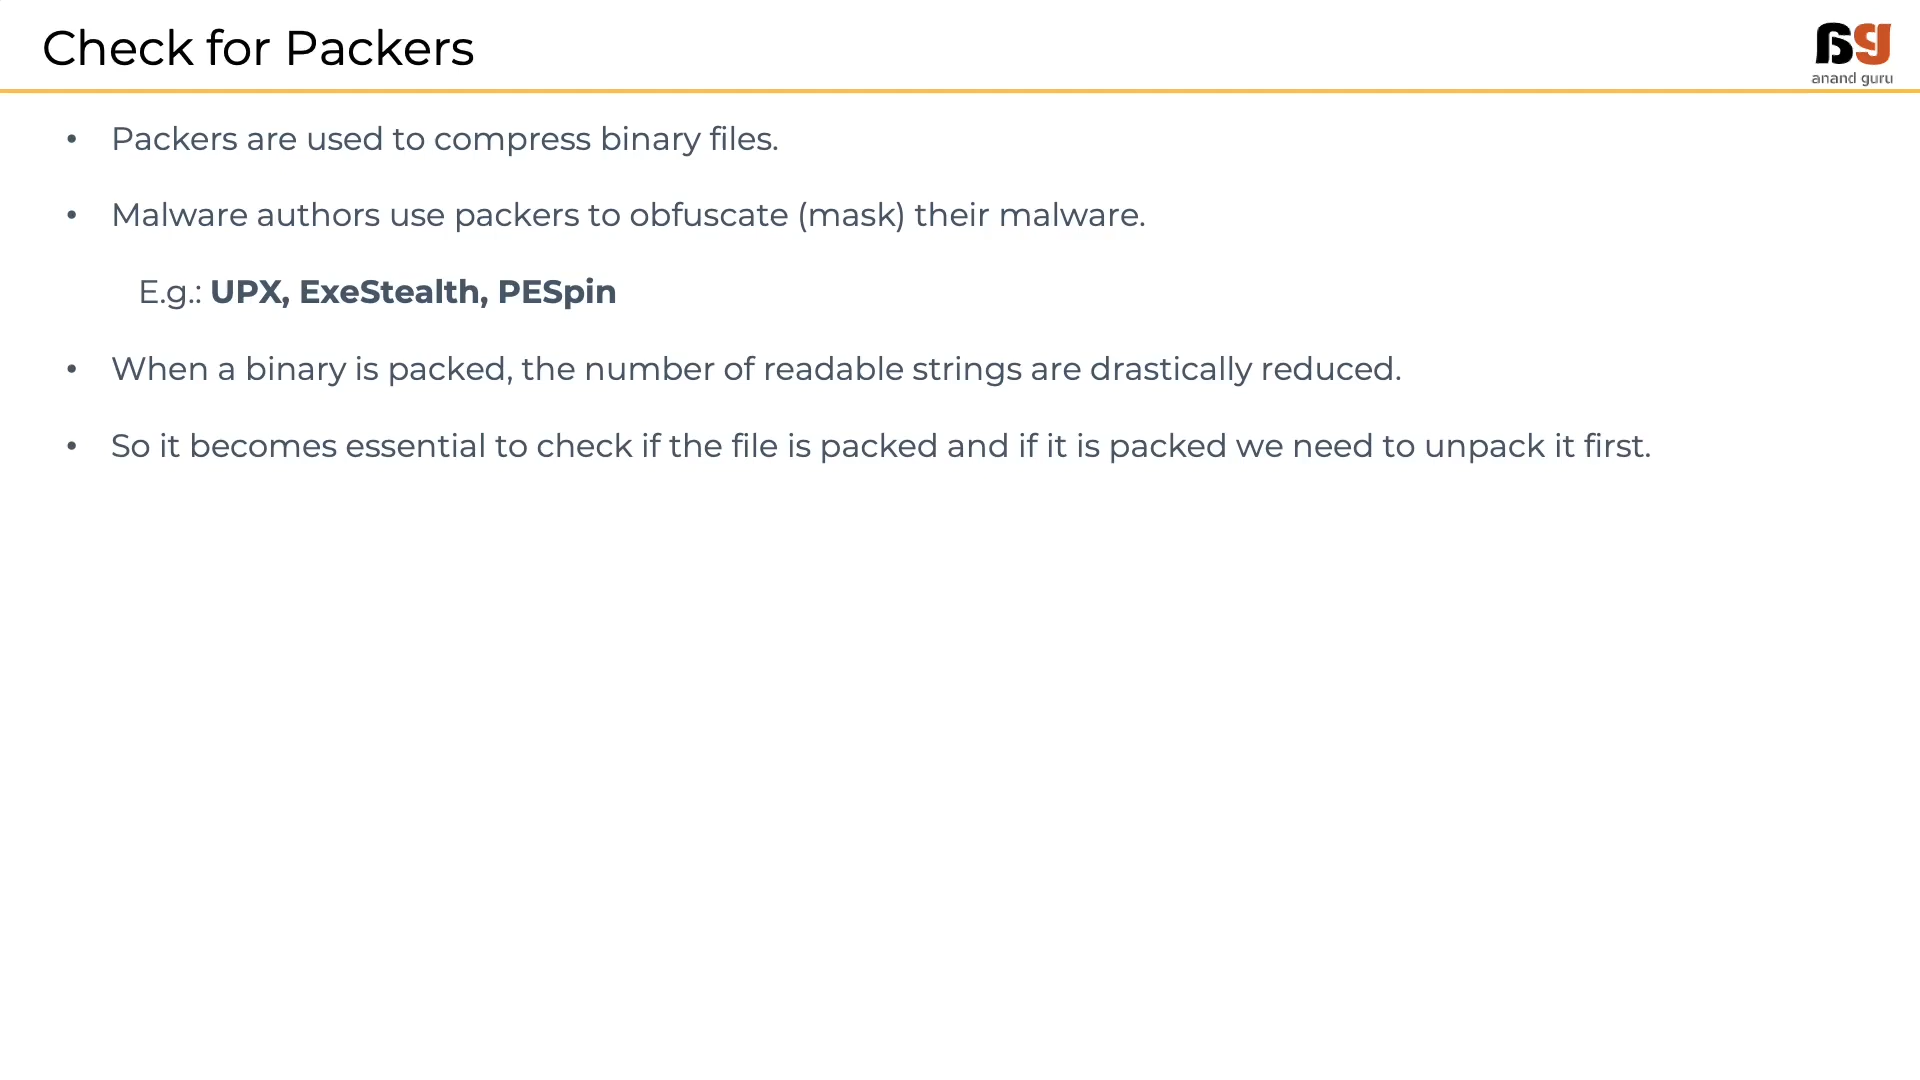 Check for Packers
anand guru
• Packers are used to compress binary files.
• Malware authors use packers to obfuscate (mask) their malware.
E.g.: UPX, ExeStealth, PESpin
• When a binary is packed, the number of readable strings are drastically reduced.
• So it becomes essential to check if the file is packed and if it is packed we need to unpack it first.